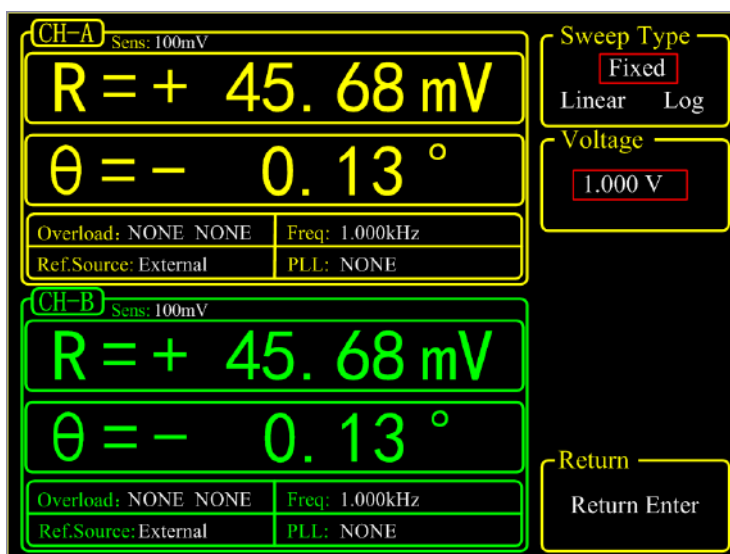 CH-A Sens: 100mV
R = + 45.68 mV
θ = - 0.13 °
Overload: NONE NONE Freq: 1.000kHz
Ref.Source: External PLL: NONE
CH-B Sens: 100mV
R = + 45.68 mV
θ = - 0.13 °
Overload: NONE NONE Freq: 1.000kHz
Ref.Source: External PLL: NONE
Sweep Type
Fixed
Linear Log
Voltage
1.000 V
Return
Return Enter